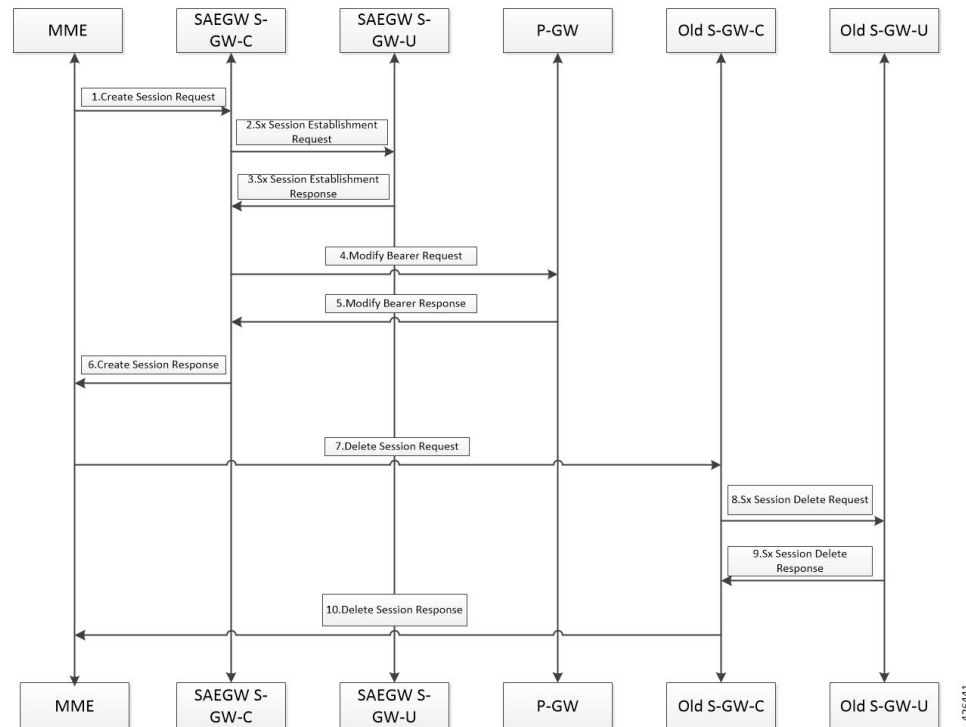 MME
SAEGW S-
GW-C
SAEGW S-
GW-U
P-GW
Old S-GW-C
Old S-GW-U
1.Create Session Request
2.Sx Session Establishment
Request
3.Sx Session Establishment
Response
4.Modify Bearer Request
5.Modify Bearer Response
6.Create Session Response
7.Delete Session Request
8.Sx Session Delete Request
9.Sx Session Delete
Response
10.Delete Session Response
MME
SAEGW S-
GW-C
SAEGW S-
GW-U
P-GW
Old S-GW-C
Old S-GW-U